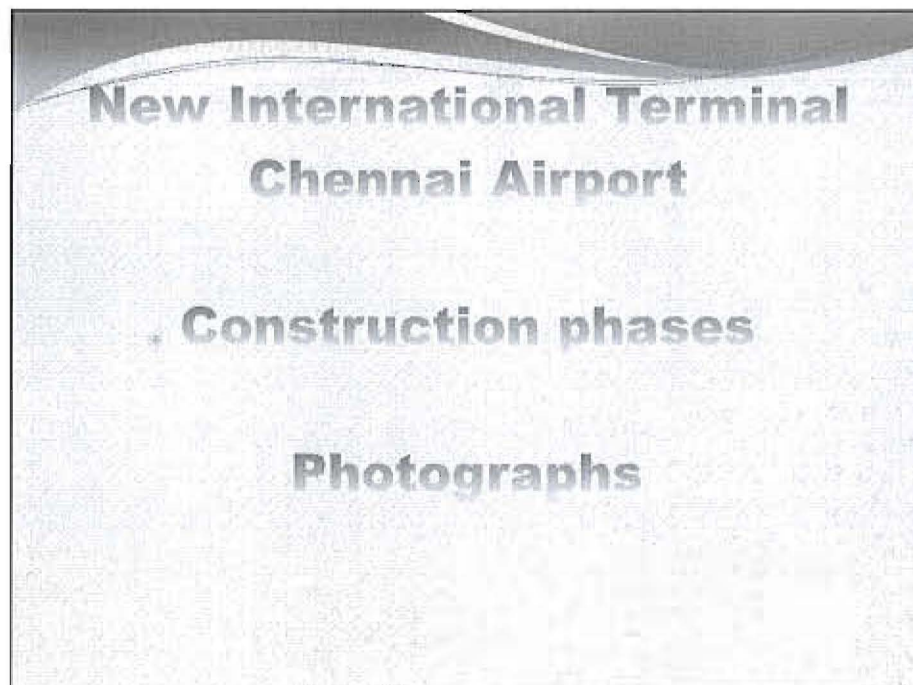 New International Terminal
Chennai Airport
Construction phases
Photographs